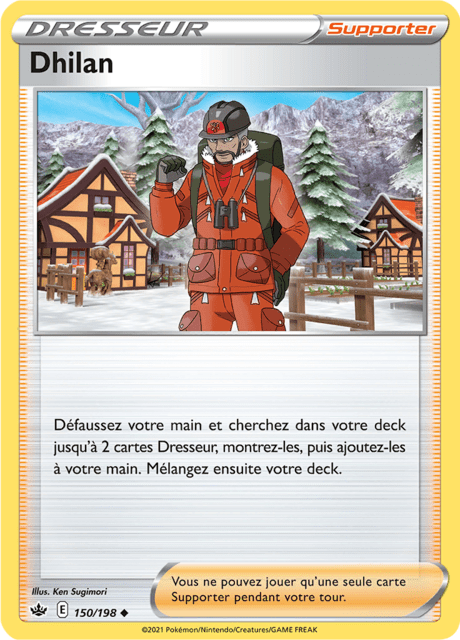 DRESSEUR
Supporter
Dhilan
Défaussez votre main et cherchez dans votre deck
jusqu'à 2 cartes Dresseur, montrez-les, puis ajoutez-les
à votre main. Mélangez ensuite votre deck.
Illus. Ken Sugimori
Vous ne pouvez jouer qu'une seule carte
Supporter pendant votre tour.
E 150/198
©2021 Pokémon/Nintendo/Creatures/GAME FREAK